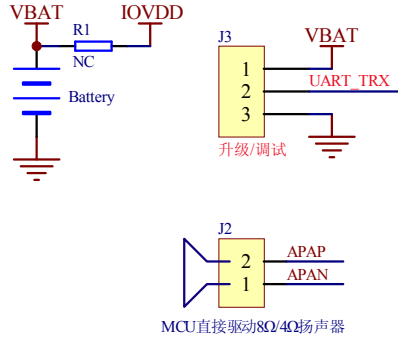 VBAT
IOVDD
R1
NC
Battery
J3
VBAT
1
2
UART_TRX
3
升级/调试
J2
2
APAP
1
APAN
MCU直接驱动8Ω/4Ω扬声器